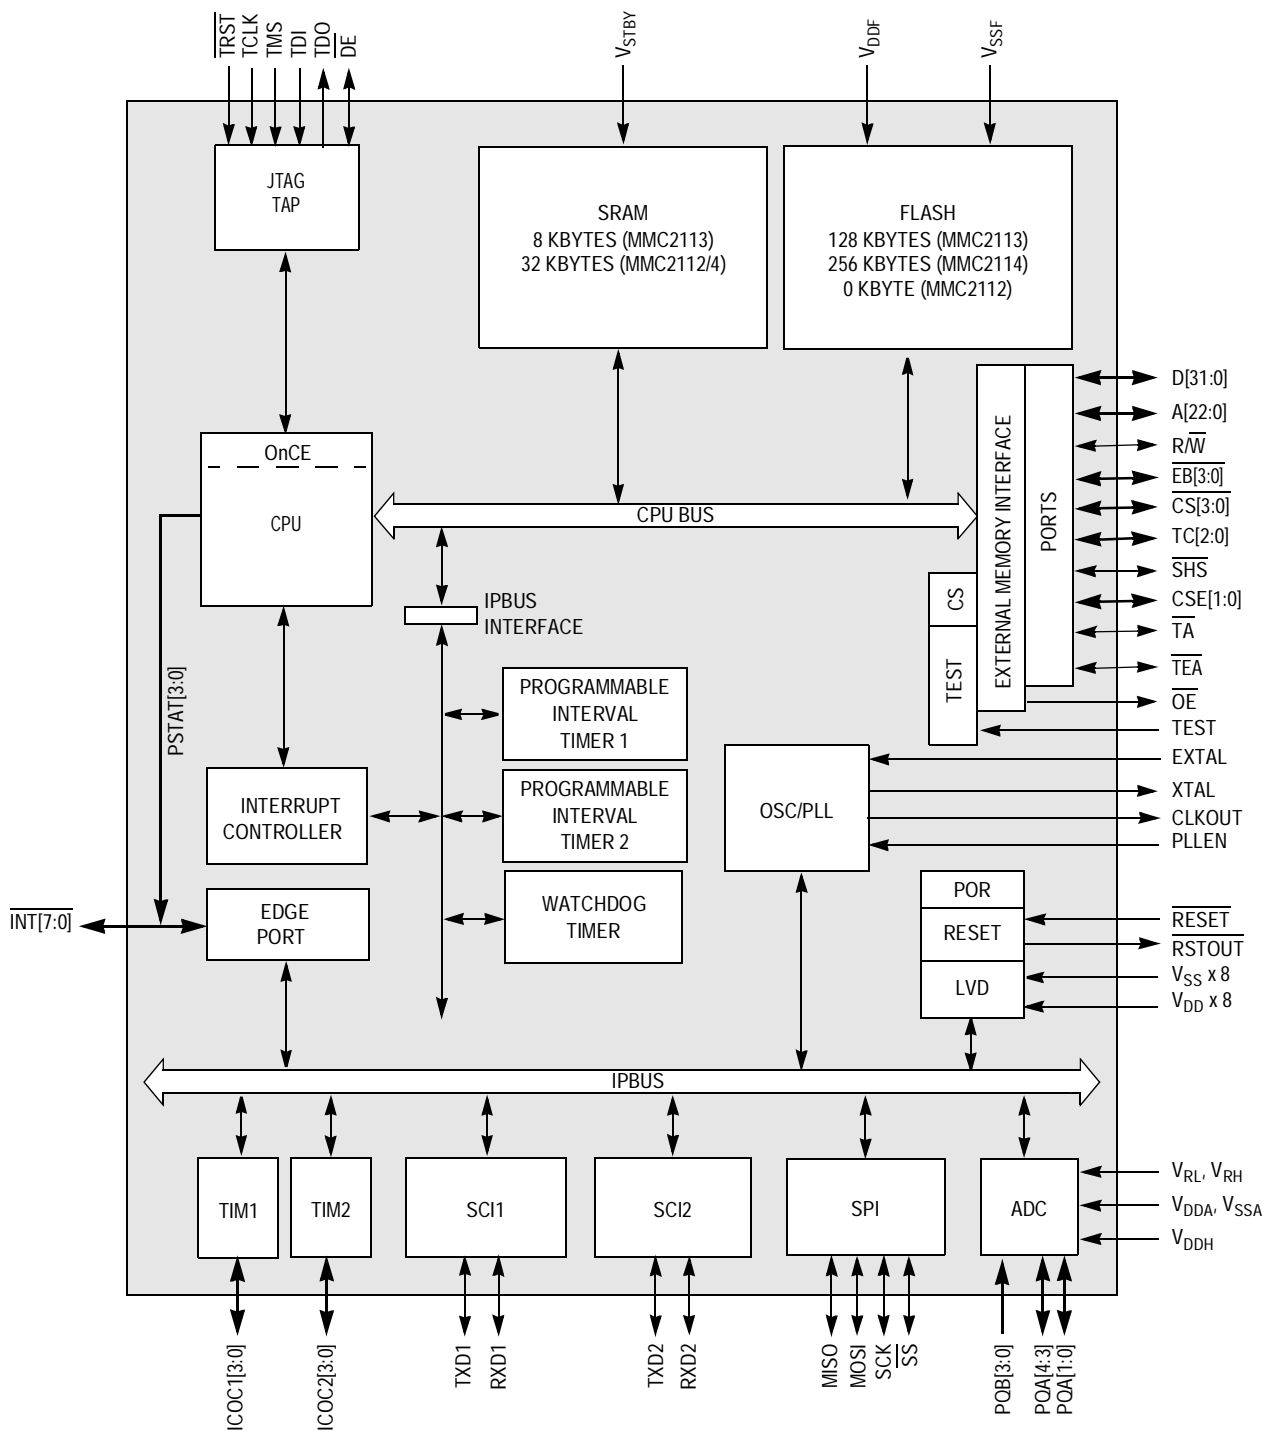 TRST
TCLK
TMS
TDI
TDO
DE
VSTBY
VDDF
VSSF
JTAG
TAP
SRAM
8 KBYTES (MMC2113)
32 KBYTES (MMC2112/4)
FLASH
128 KBYTES (MMC2113)
256 KBYTES (MMC2114)
0 KBYTE (MMC2112)
OnCE
CPU
CPU BUS
EXTERNAL MEMORY INTERFACE
PORTS
CS
TEST
D[31:0]
A[22:0]
R/W
EB[3:0]
CS[3:0]
TC[2:0]
SHS
CSE[1:0]
TA
TEA
OE
TEST
EXTAL
XTAL
CLKOUT
PLLEN
IPBUS
INTERFACE
PSTAT[3:0]
PROGRAMMABLE
INTERVAL
TIMER 1
PROGRAMMABLE
INTERVAL
TIMER 2
WATCHDOG
TIMER
INTERRUPT
CONTROLLER
OSC/PLL
INT[7:0]
EDGE
PORT
POR
RESET
LVD
RESET
RSTOUT
VSS x 8
VDD x 8
IPBUS
TIM1
TIM2
SCI1
SCI2
SPI
ADC
VRL, VRH
VDDA, VSSA
VDDH
ICOC1[3:0]
ICOC2[3:0]
TXD1
RXD1
TXD2
RXD2
MISO
MOSI
SCK
SS
PQB[3:0]
PQA[4:3]
PQA[1:0]